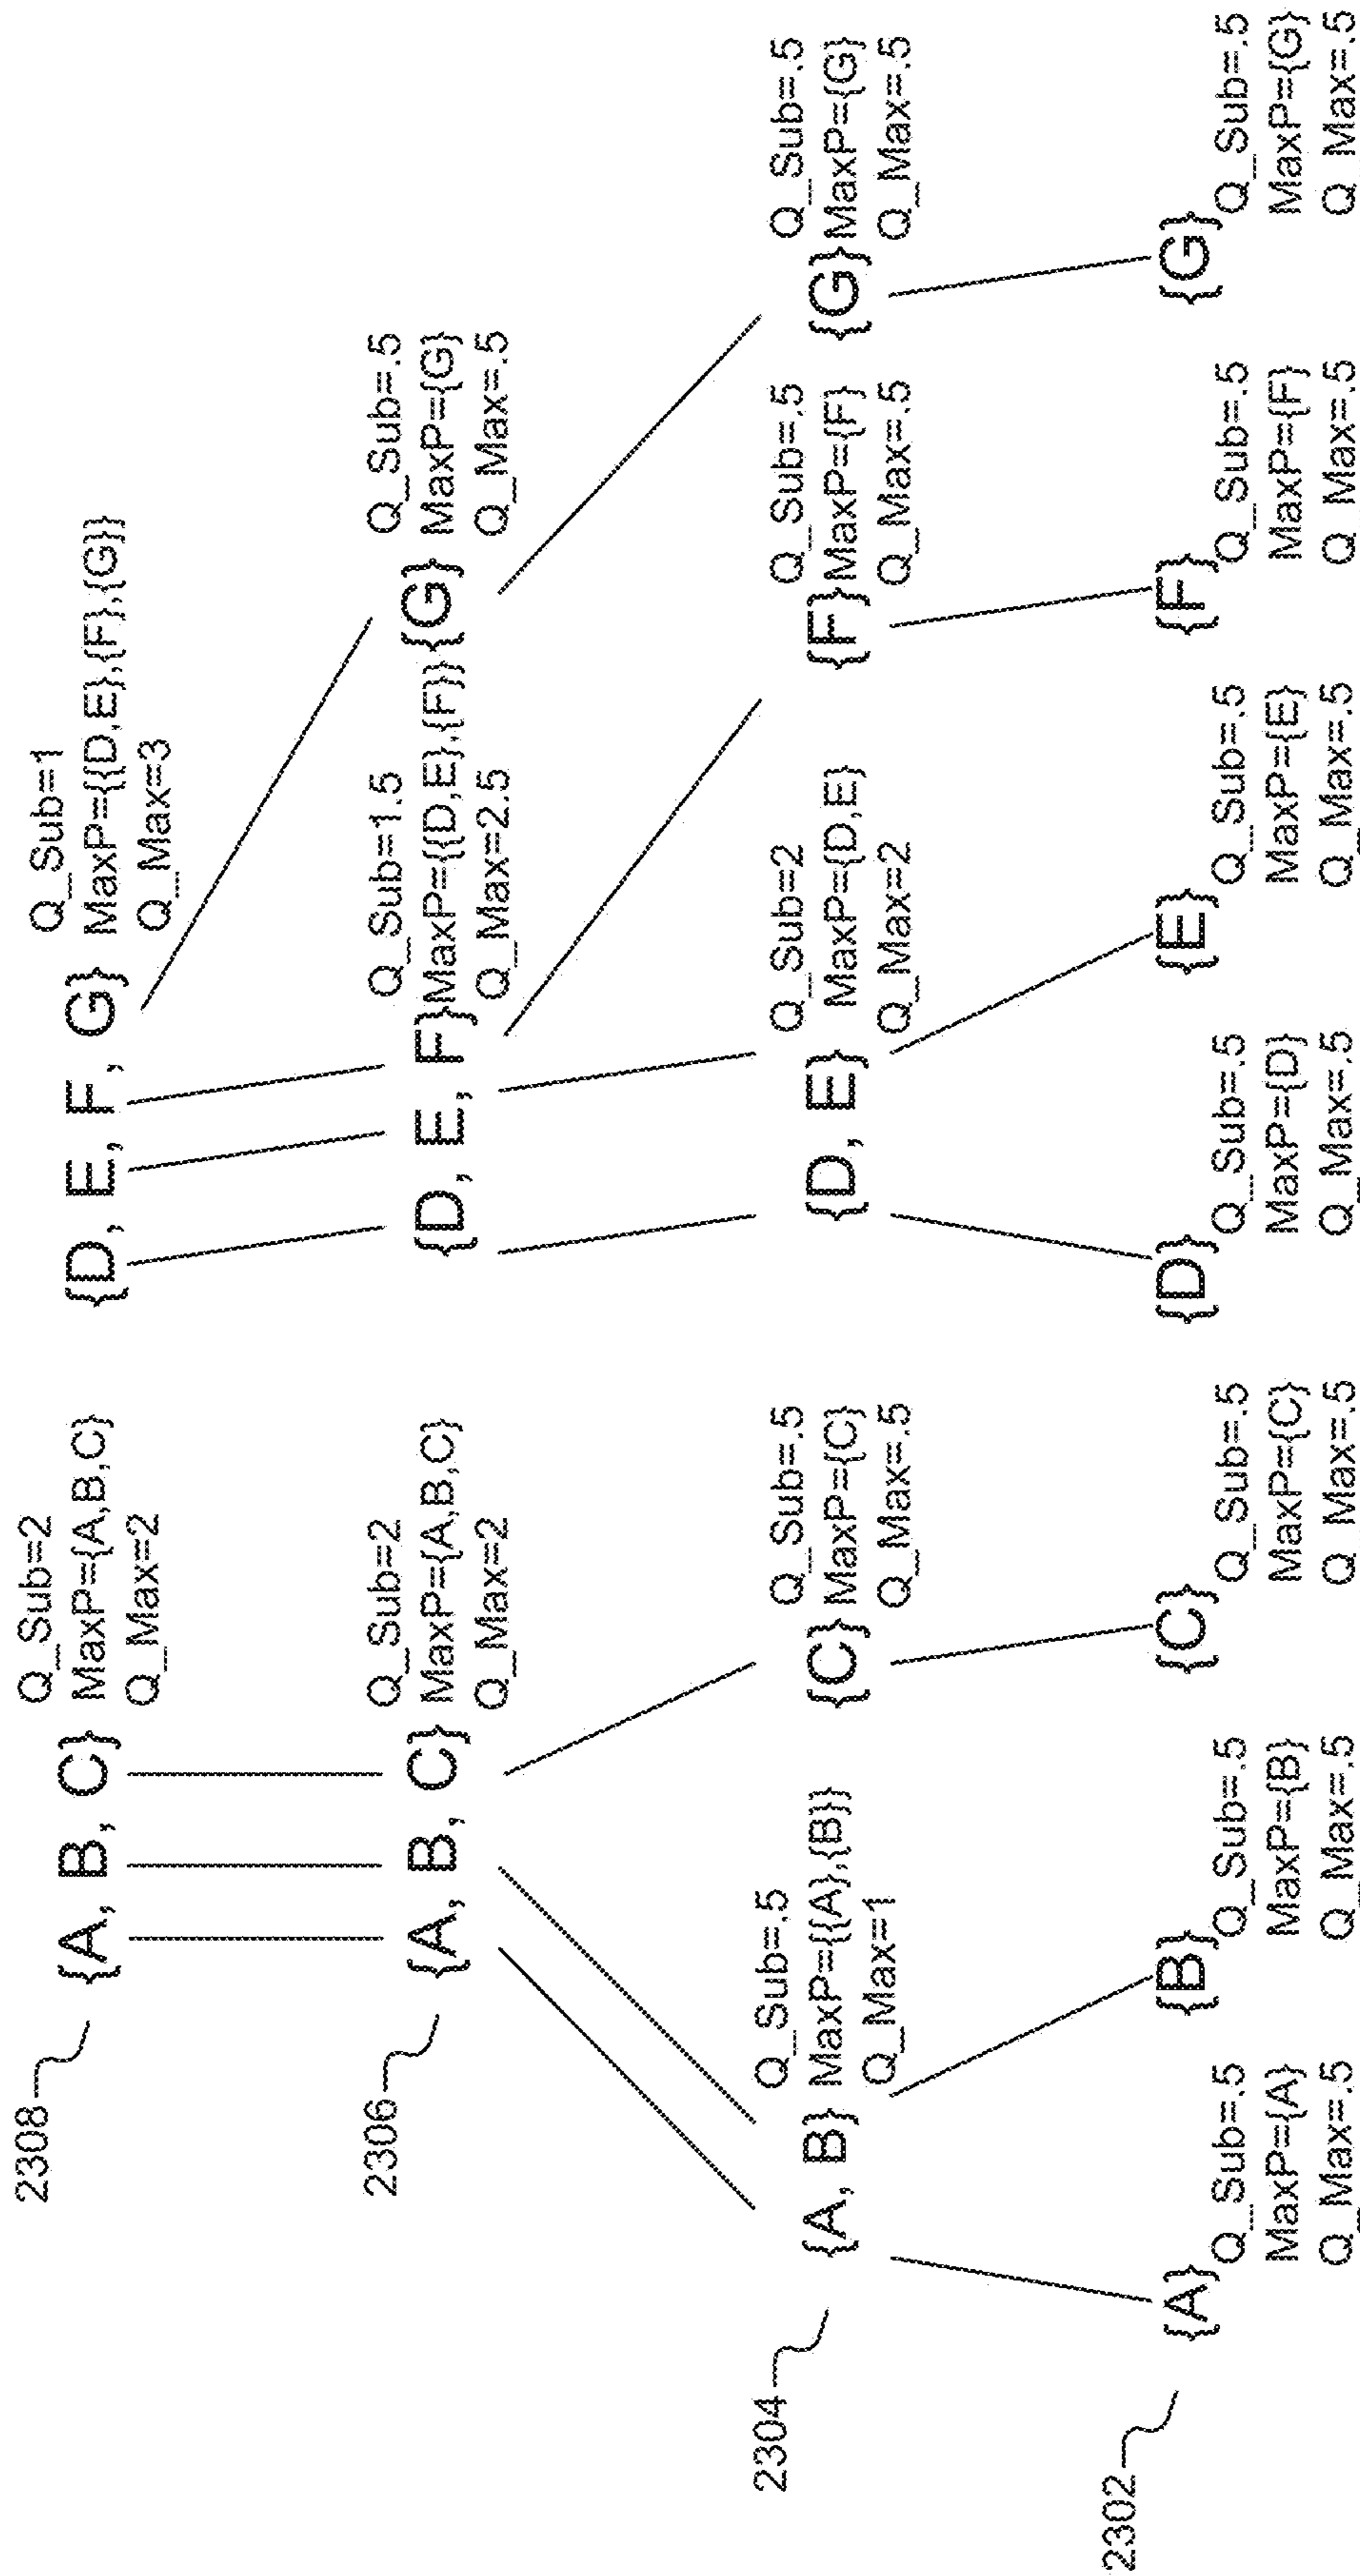 2308
{A, B, C}
Q_Sub=2
MaxP={A,B,C}
Q_Max=2
{D, E, F, G}
Q_Sub=1
MaxP={{D,E},{F},{G}}
Q_Max=3
2306
{A, B, C}
Q_Sub=2
MaxP={A,B,C}
Q_Max=2
{D, E, F}
Q_Sub=1.5
MaxP={{D,E},{F}}
Q_Max=2.5
{G}
Q_Sub=.5
MaxP={G}
Q_Max=.5
2304
{A, B}
Q_Sub=.5
MaxP={{A},{B}}
Q_Max=1
{C}
Q_Sub=.5
MaxP={C}
Q_Max=.5
{D, E}
Q_Sub=2
MaxP={D,E}
Q_Max=2
{F}
Q_Sub=.5
MaxP={F}
Q_Max=.5
{G}
Q_Sub=.5
MaxP={G}
Q_Max=.5
2302
{A}
Q_Sub=.5
MaxP={A}
Q_Max=.5
{B}
Q_Sub=.5
MaxP={B}
Q_Max=.5
{C}
Q_Sub=.5
MaxP={C}
Q_Max=.5
{D}
Q_Sub=.5
MaxP={D}
Q_Max=.5
{E}
Q_Sub=.5
MaxP={E}
Q_Max=.5
{F}
Q_Sub=.5
MaxP={F}
Q_Max=.5
{G}
Q_Sub=.5
MaxP={G}
Q_Max=.5